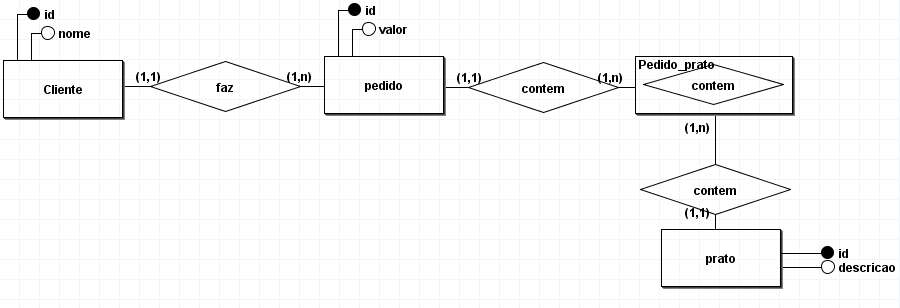 id
nome
Cliente
(1,1)
faz
(1,n)
id
valor
pedido
(1,1)
contem
(1,n)
Pedido_prato
contem
(1,n)
contem
(1,1)
prato
id
descricao